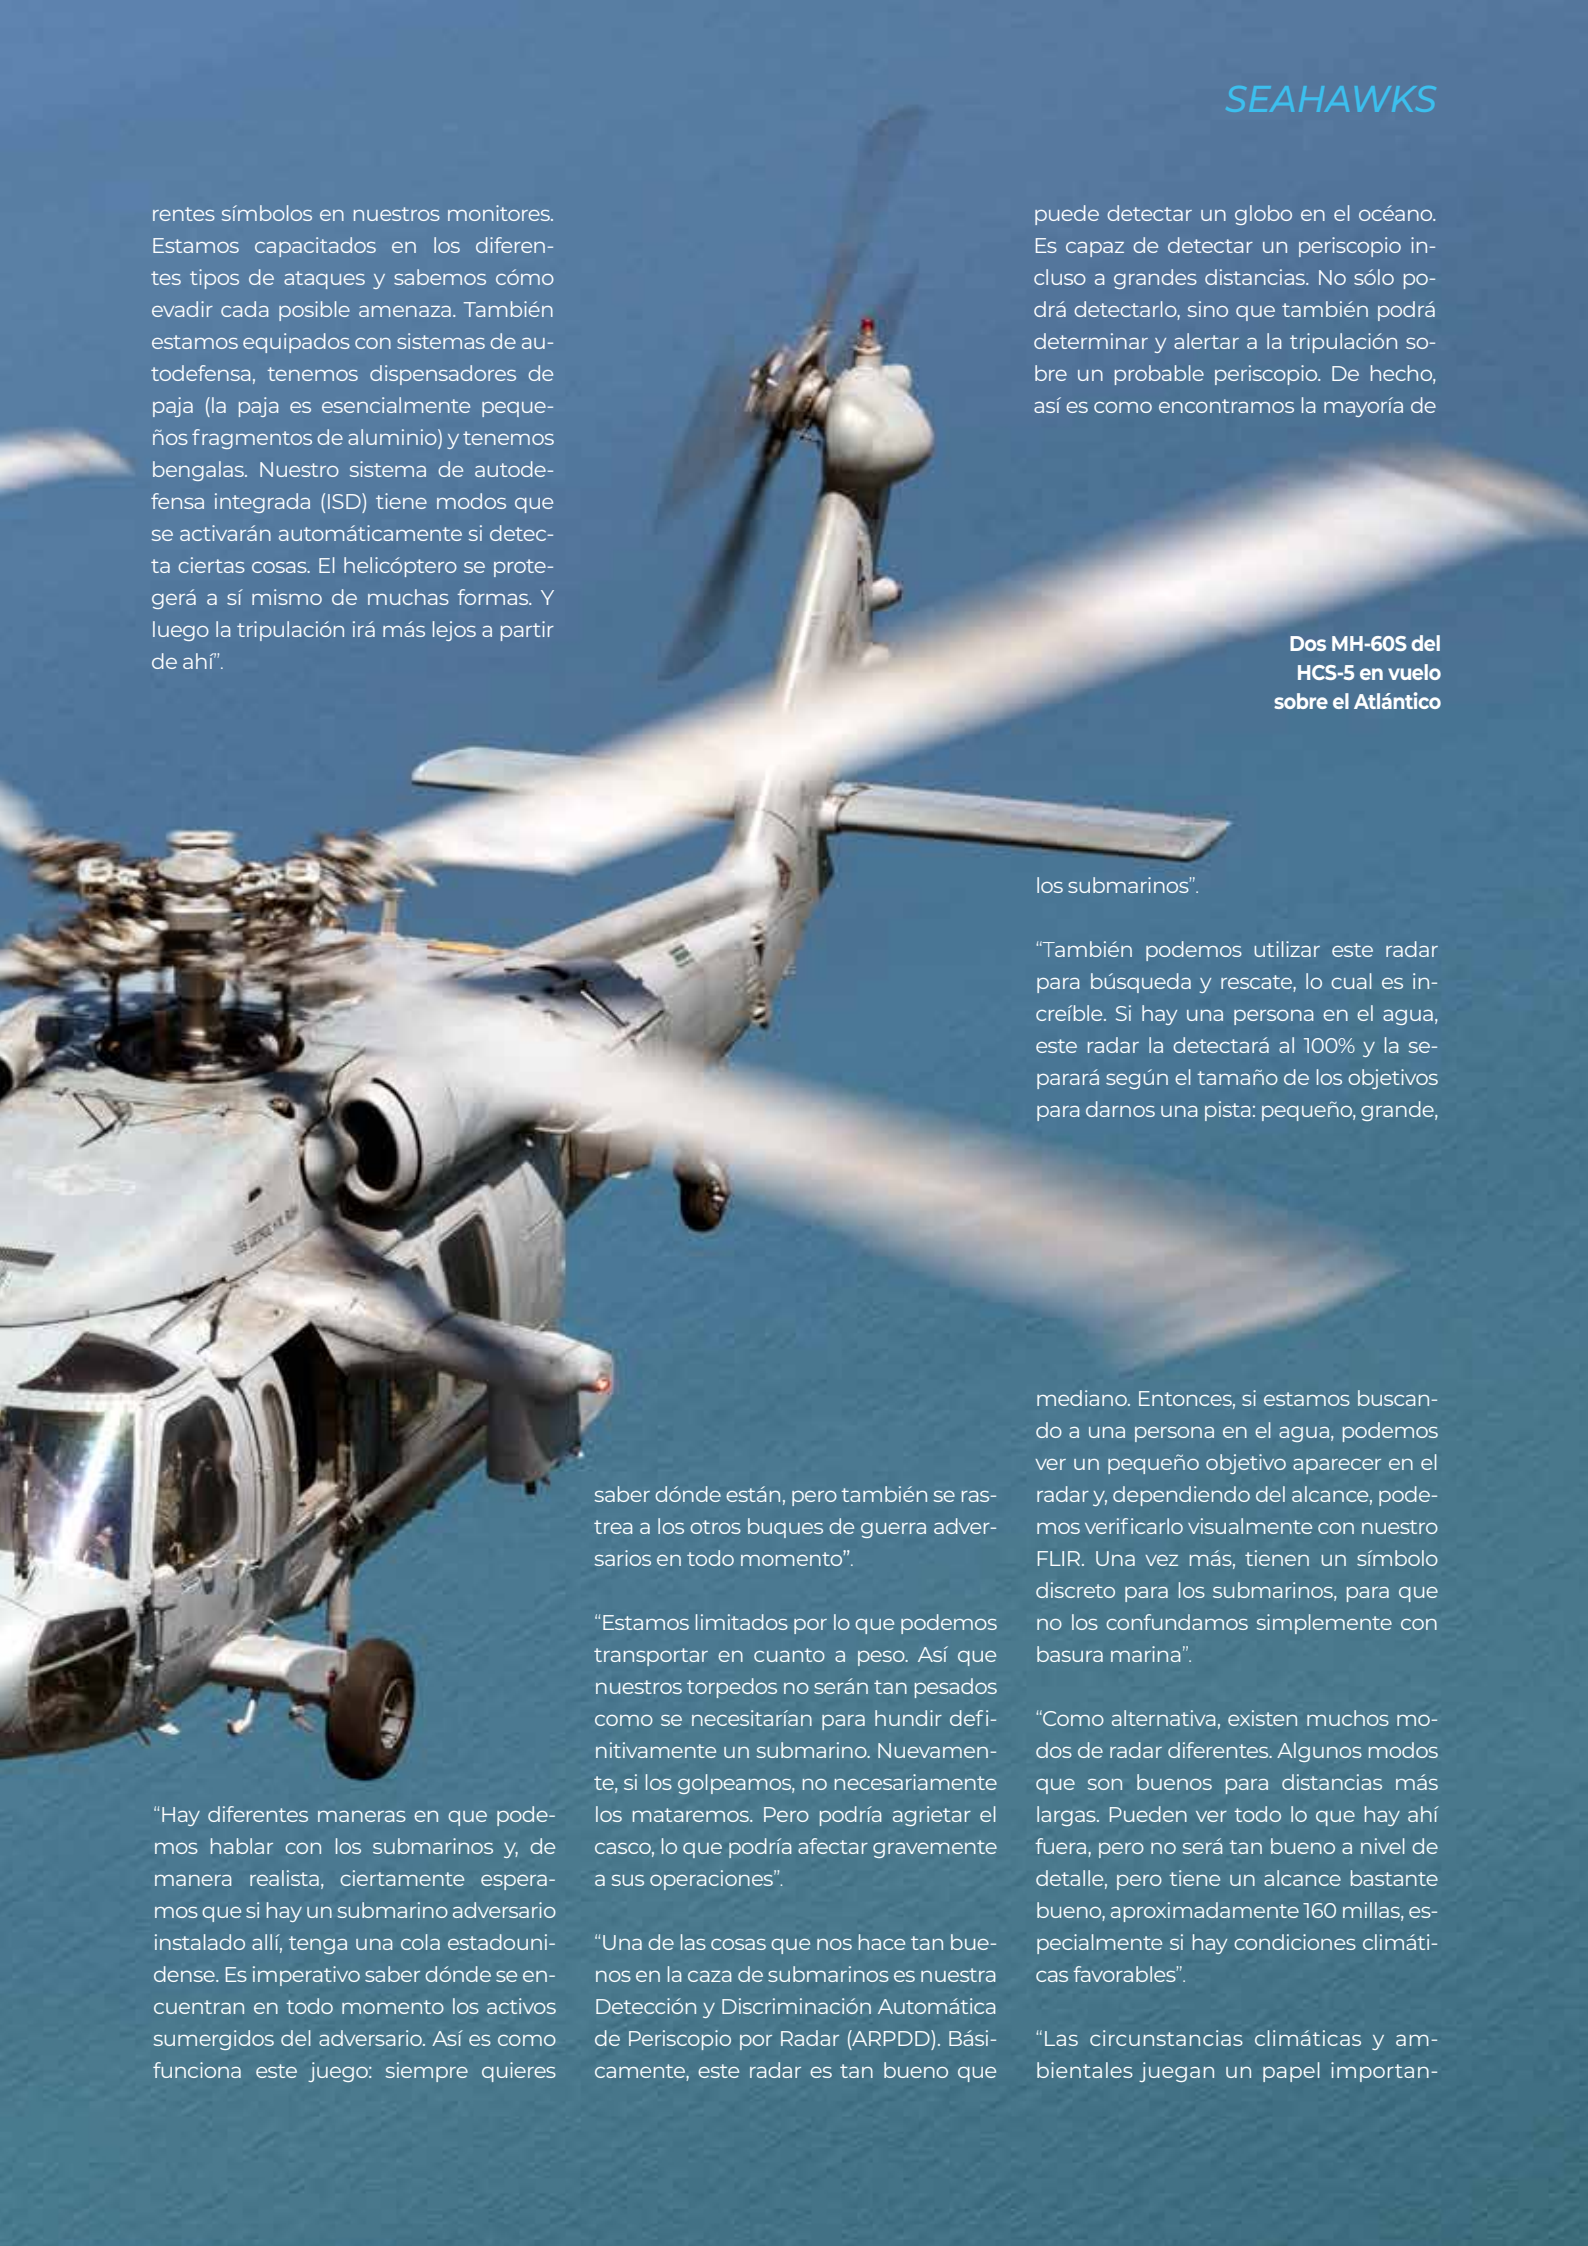 SEAHAWKS
rentes símbolos en nuestros monitores.
Estamos capacitados en los diferen-
tes tipos de ataques y sabemos cómo
evadir cada posible amenaza. También
estamos equipados con sistemas de au-
todefensa, tenemos dispensadores de
paja (la paja es esencialmente peque-
ños fragmentos de aluminio) y tenemos
bengalas. Nuestro sistema de autode-
fensa integrada (ISD) tiene modos que
se activarán automáticamente si detec-
ta ciertas cosas. El helicóptero se prote-
gerá a sí mismo de muchas formas. Y
luego la tripulación irá más lejos a partir
de ahí”.
“Hay diferentes maneras en que pode-
mos hablar con los submarinos y, de
manera realista, ciertamente espera-
mos que si hay un submarino adversario
instalado allí, tenga una cola estadouni-
dense. Es imperativo saber dónde se en-
cuentran en todo momento los activos
sumergidos del adversario. Así es como
funciona este juego: siempre quieres
saber dónde están, pero también se ras-
trea a los otros buques de guerra adver-
sarios en todo momento”.
“Estamos limitados por lo que podemos
transportar en cuanto a peso. Así que
nuestros torpedos no serán tan pesados
como se necesitarían para hundir defi-
nitivamente un submarino. Nuevamen-
te, si los golpeamos, no necesariamente
los mataremos. Pero podría agrietar el
casco, lo que podría afectar gravemente
a sus operaciones”.
“Una de las cosas que nos hace tan bue-
nos en la caza de submarinos es nuestra
Detección y Discriminación Automática
de Periscopio por Radar (ARPDD). Bási-
camente, este radar es tan bueno que
puede detectar un globo en el océano.
Es capaz de detectar un periscopio in-
cluso a grandes distancias. No sólo po-
drá detectarlo, sino que también podrá
determinar y alertar a la tripulación so-
bre un probable periscopio. De hecho,
así es como encontramos la mayoría de
los submarinos”.
“También podemos utilizar este radar
para búsqueda y rescate, lo cual es in-
creíble. Si hay una persona en el agua,
este radar la detectará al 100% y la se-
parará según el tamaño de los objetivos
para darnos una pista: pequeño, grande,
mediano. Entonces, si estamos buscan-
do a una persona en el agua, podemos
ver un pequeño objetivo aparecer en el
radar y, dependiendo del alcance, pode-
mos verificarlo visualmente con nuestro
FLIR. Una vez más, tienen un símbolo
discreto para los submarinos, para que
no los confundamos simplemente con
basura marina”.
“Como alternativa, existen muchos mo-
dos de radar diferentes. Algunos modos
que son buenos para distancias más
largas. Pueden ver todo lo que hay ahí
fuera, pero no será tan bueno a nivel de
detalle, pero tiene un alcance bastante
bueno, aproximadamente 160 millas, es-
pecialmente si hay condiciones climáti-
cas favorables”.
“Las circunstancias climáticas y am-
bientales juegan un papel importan-
Dos MH-60S del
HCS-5 en vuelo
sobre el Atlántico